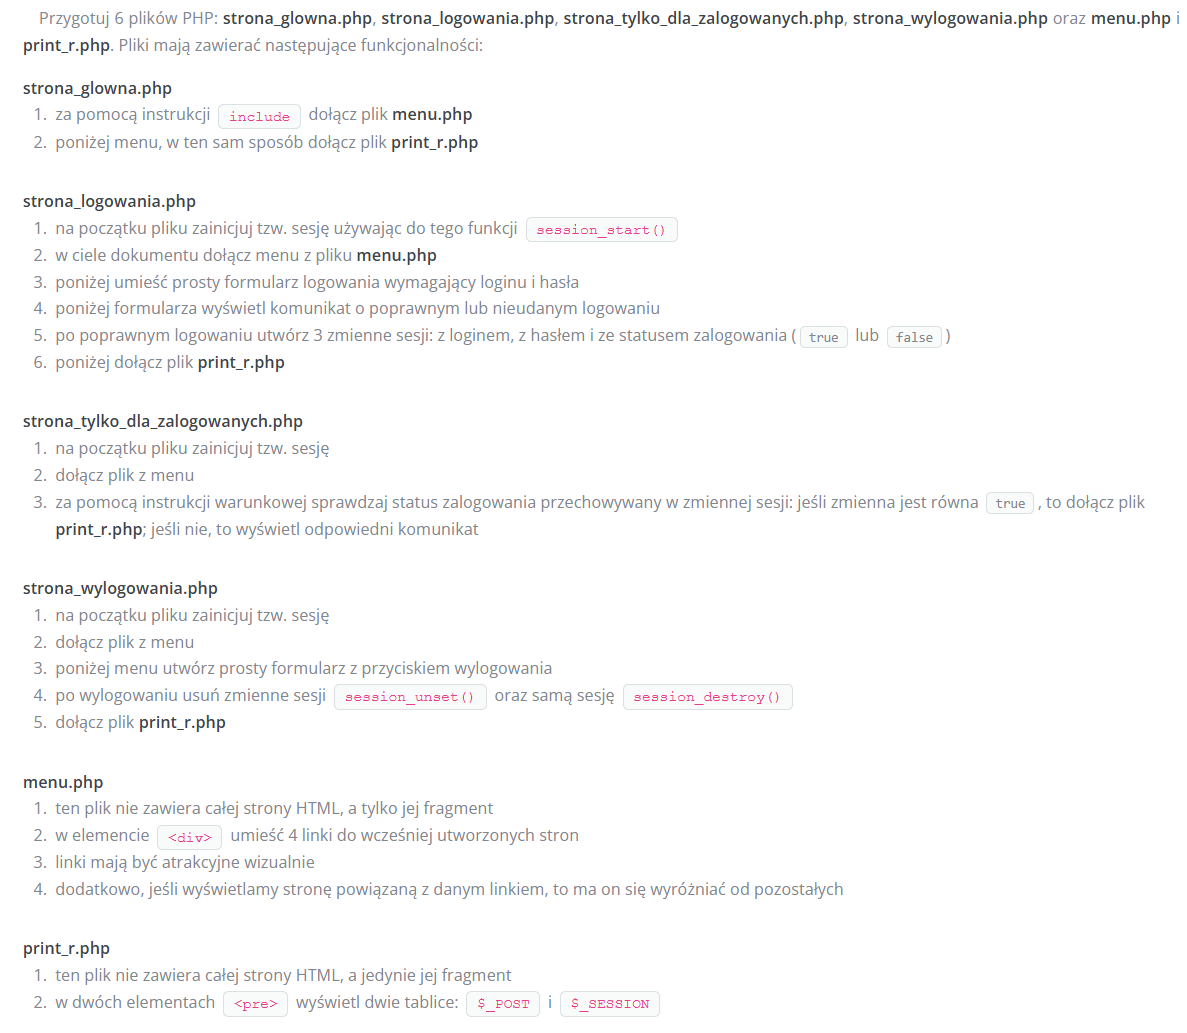 Przygotuj 6 plików PHP: strona_glowna.php, strona_logowania.php, strona_tylko_dla_zalogowanych.php, strona_wylogowania.php oraz menu.php i
print_r.php. Pliki mają zawierać następujące funkcjonalności:
strona_glowna.php
1. za pomocą instrukcji include dołącz plik menu.php
2. poniżej menu, w ten sam sposób dołącz plik print_r.php
strona_logowania.php
1. na początku pliku zainicjuj tzw. sesję używając do tego funkcji session_start()
2. w ciele dokumentu dołącz menu z pliku menu.php
3. poniżej umieść prosty formularz logowania wymagający loginu i hasła
4. poniżej formularza wyświetl komunikat o poprawnym lub nieudanym logowaniu
5. po poprawnym logowaniu utwórz 3 zmienne sesji: z loginem, z hasłem i ze statusem zalogowania ( true lub false )
6. poniżej dołącz plik print_r.php
strona_tylko_dla_zalogowanych.php
1. na początku pliku zainicjuj tzw. sesję
2. dołącz plik z menu
3. za pomocą instrukcji warunkowej sprawdzaj status zalogowania przechowywany w zmiennej sesji: jeśli zmienna jest równa true , to dołącz plik
print_r.php; jeśli nie, to wyświetl odpowiedni komunikat
strona_wylogowania.php
1. na początku pliku zainicjuj tzw. sesję
2. dołącz plik z menu
3. poniżej menu utwórz prosty formularz z przyciskiem wylogowania
4. po wylogowaniu usuń zmienne sesji session_unset() oraz samą sesję session_destroy()
5. dołącz plik print_r.php
menu.php
1. ten plik nie zawiera całej strony HTML, a tylko jej fragment
2. w elemencie <div> umieść 4 linki do wcześniej utworzonych stron
3. linki mają być atrakcyjne wizualnie
4. dodatkowo, jeśli wyświetlamy stronę powiązaną z danym linkiem, to ma on się wyróżniać od pozostałych
print_r.php
1. ten plik nie zawiera całej strony HTML, a jedynie jej fragment
2. w dwóch elementach <pre> wyświetl dwie tablice: $_POST i $_SESSION